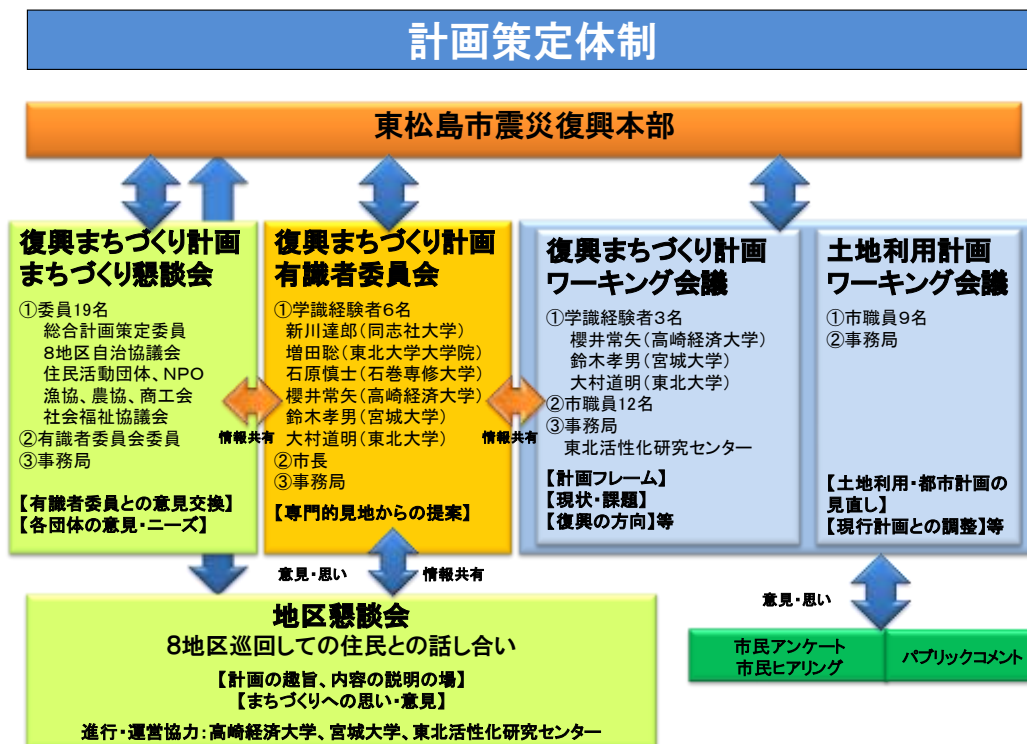 計画策定体制
東松島市震災復興本部
復興まちづくり計画
まちづくり懇談会
①委員19名
総合計画策定委員
8地区自治協議会
住民活動団体、NPO
漁協、農協、商工会
社会福祉協議会
②有識者委員会委員
③事務局
【有識者委員との意見交換】
【各団体の意見・ニーズ】
情報共有
復興まちづくり計画
有識者委員会
①学識経験者6名
新川達郎(同志社大学)
増田聡(東北大学大学院)
石原慎士(石巻専修大学)
櫻井常矢(高崎経済大学)
鈴木孝男(宮城大学)
大村道明(東北大学)
②市長
③事務局
【専門的見地からの提案】
情報共有
復興まちづくり計画
ワーキング会議
①学識経験者3名
櫻井常矢(高崎経済大学)
鈴木孝男(宮城大学)
大村道明(東北大学)
②市職員12名
③事務局
東北活性化研究センター
【計画フレーム】
【現状・課題】
【復興の方向】等
土地利用計画
ワーキング会議
①市職員9名
②事務局
【土地利用・都市計画の
見直し】
【現行計画との調整】等
意見・思い
情報共有
地区懇談会
8地区巡回しての住民との話し合い
【計画の趣旨、内容の説明の場】
【まちづくりへの思い・意見】
進行・運営協力:高崎経済大学、宮城大学、東北活性化研究センター
意見・思い
市民アンケート
市民ヒアリング
パブリックコメント